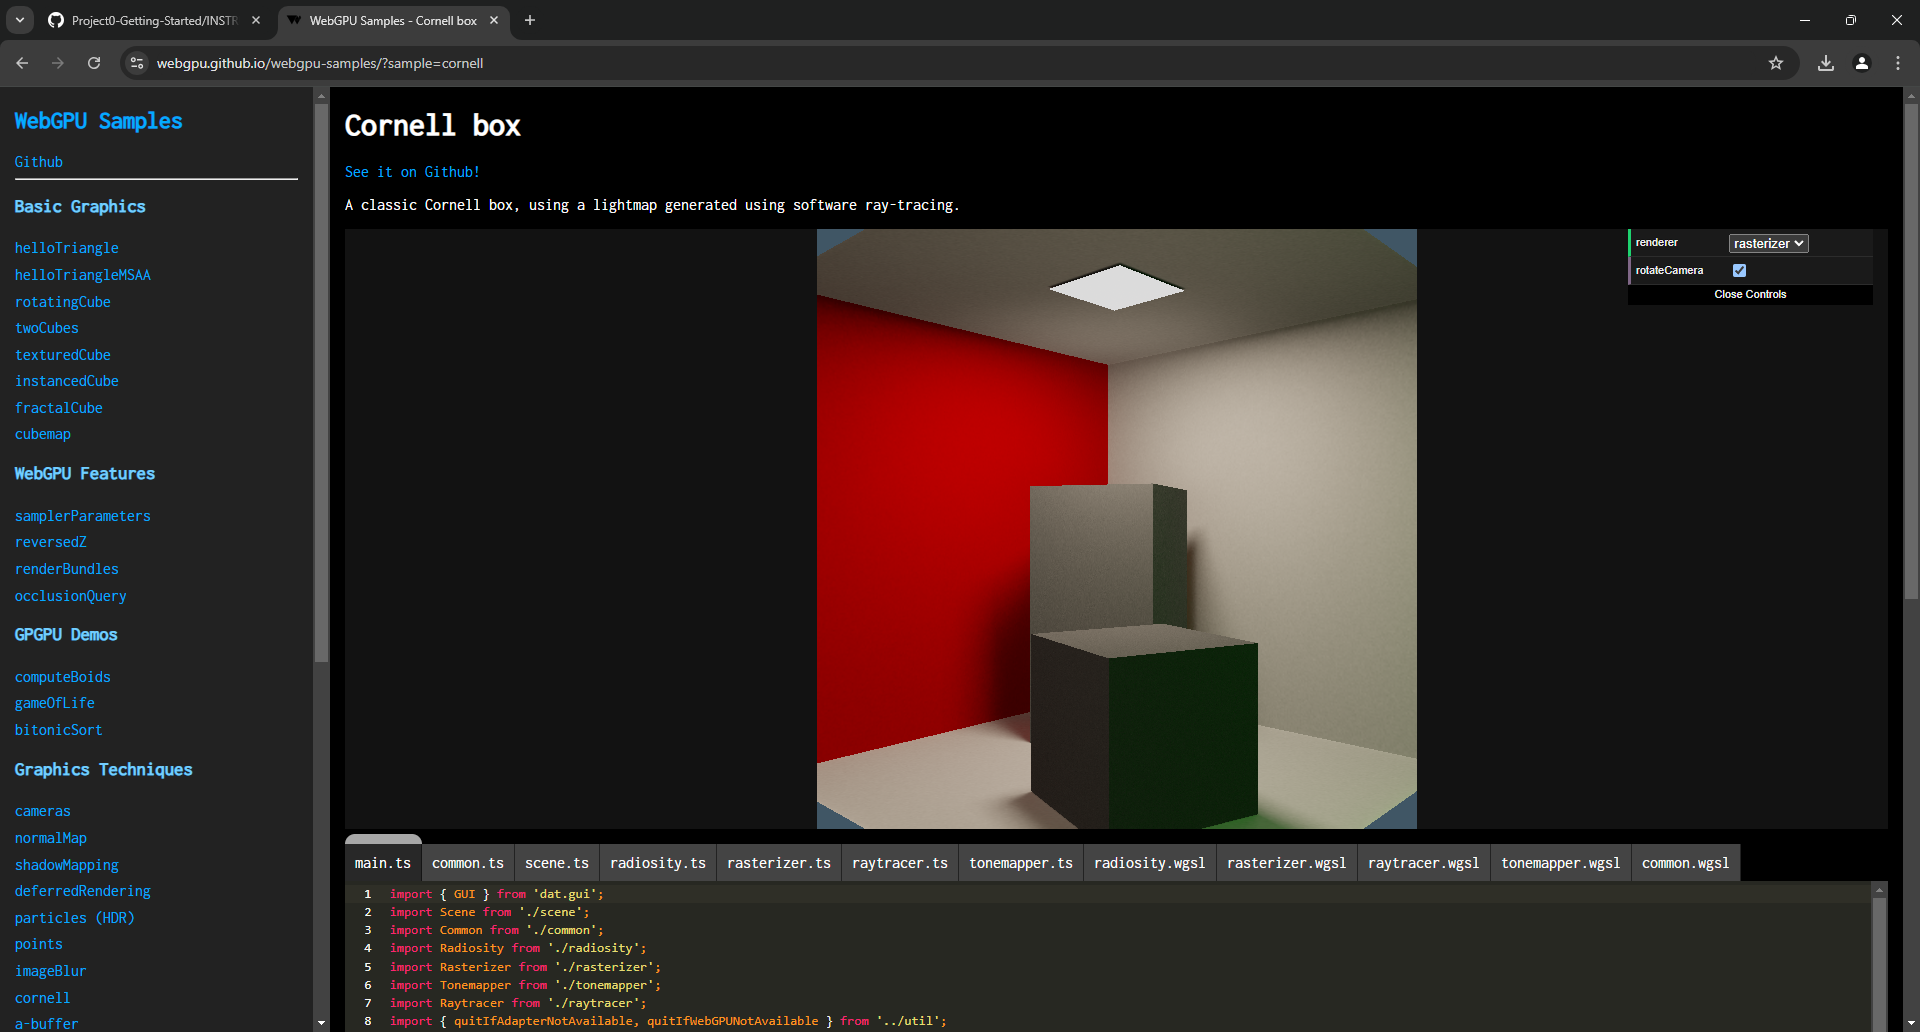 Project0-Getting-Started/INSTR
WebGPU Samples - Cornell box
webgpu.github.io/webgpu-samples/?sample=cornell
WebGPU Samples
Github
Basic Graphics
helloTriangle
helloTriangleMSAA
rotatingCube
twoCubes
texturedCube
instancedCube
fractalCube
cubemap
WebGPU Features
samplerParameters
reversedZ
renderBundles
occlusionQuery
GPGPU Demos
computeBoids
gameOfLife
bitonicSort
Graphics Techniques
cameras
normalMap
shadowMapping
deferredRendering
particles (HDR)
points
imageBlur
cornell
a-buffer
Cornell box
See it on Github!
A classic Cornell box, using a lightmap generated using software ray-tracing.
renderer rasterizer
rotateCamera
Close Controls
main.ts common.ts scene.ts radiosity.ts rasterizer.ts raytracer.ts tonemapper.ts radiosity.wgsl rasterizer.wgsl raytracer.wgsl tonemapper.wgsl common.wgsl
1 import { GUI } from 'dat.gui';
2 import Scene from './scene';
3 import Common from './common';
4 import Radiosity from './radiosity';
5 import Rasterizer from './rasterizer';
6 import Tonemapper from './tonemapper';
7 import Raytracer from './raytracer';
8 import { quitIfAdapterNotAvailable, quitIfWebGPUNotAvailable } from '../util';